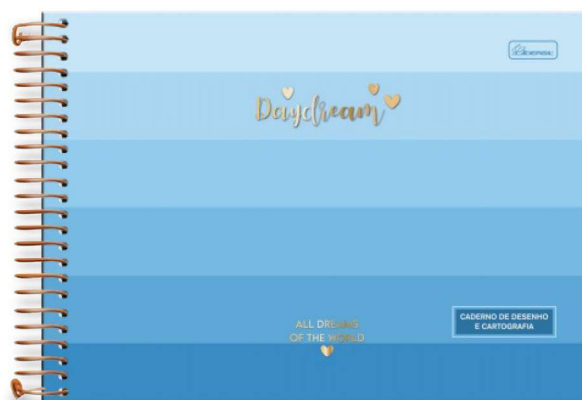 Daydream
ALL DREAMS
OF THE WORLD
CADERNO DE DESENHO
E CARTOGRAFIA